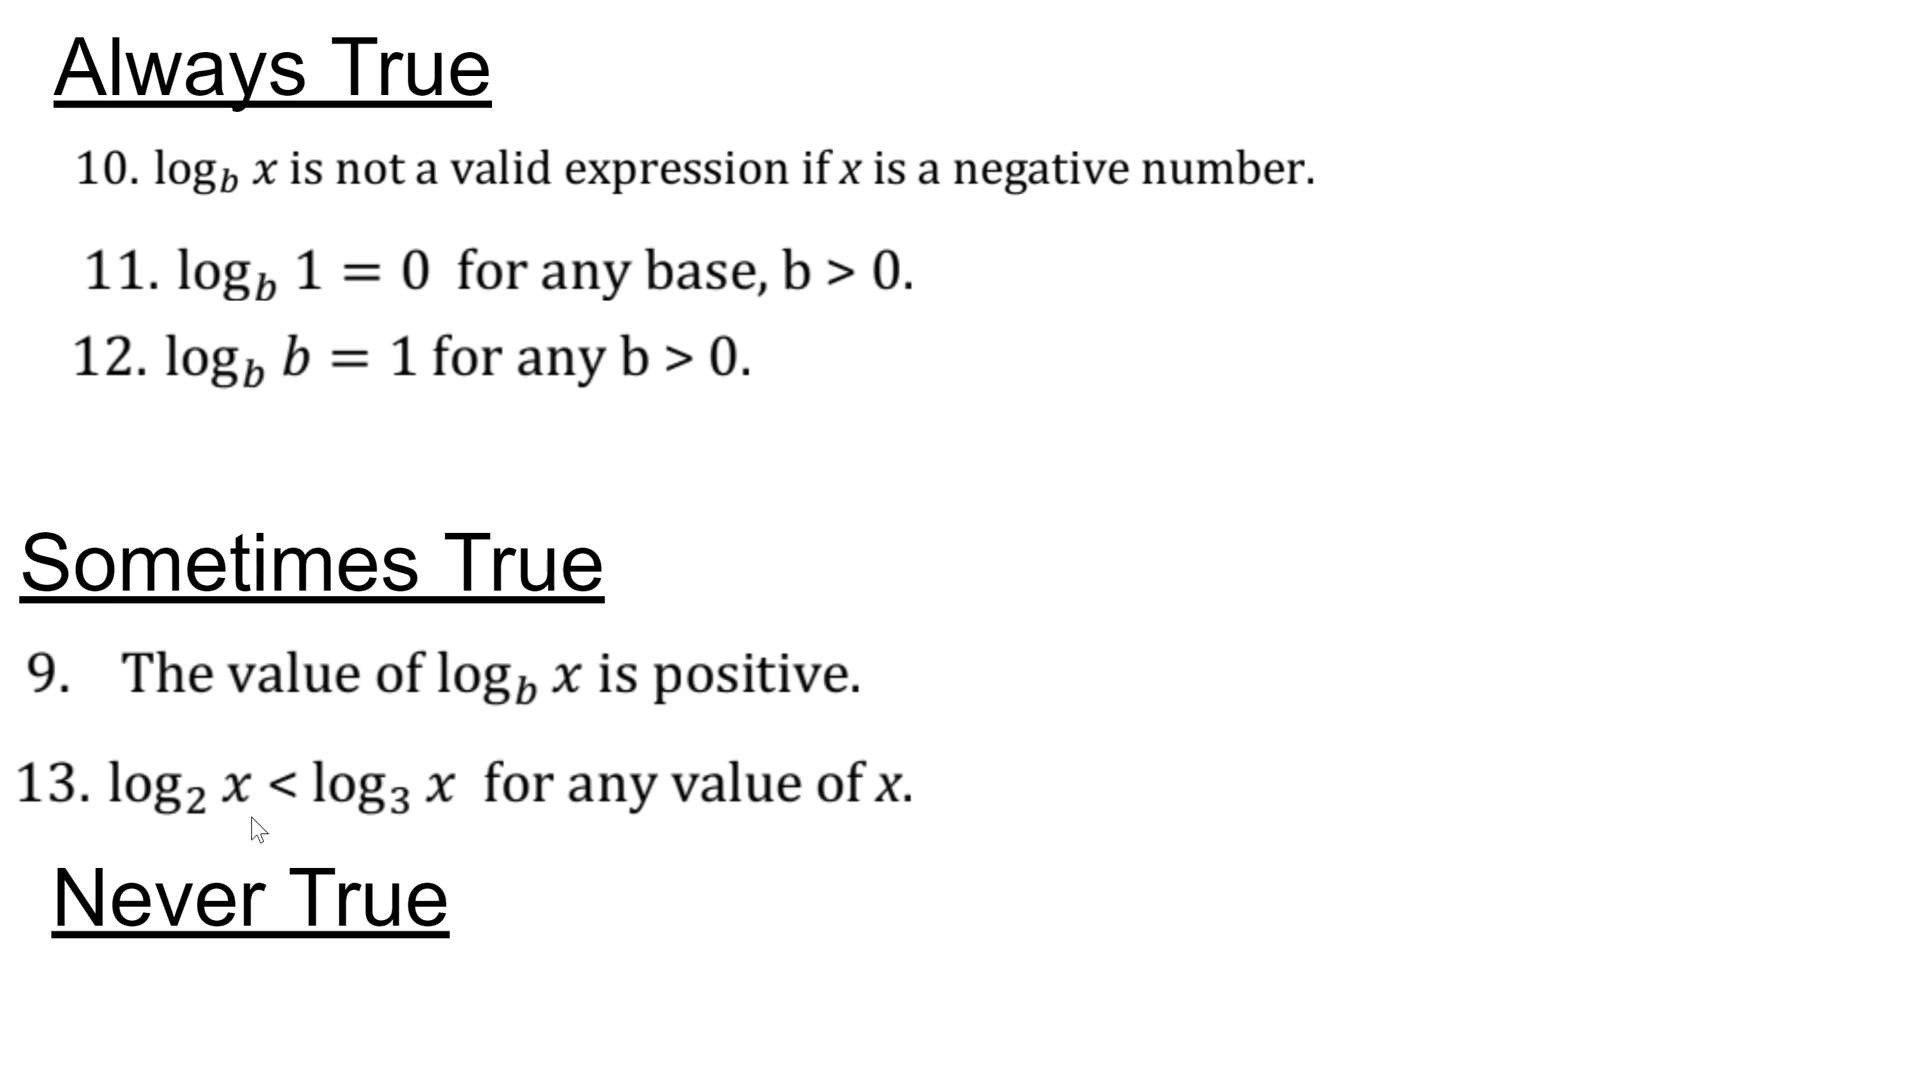 Always True
10. log_b x is not a valid expression if x is a negative number.
11. log_b 1 = 0 for any base, b > 0.
12. log_b b = 1 for any b > 0.
Sometimes True
9. The value of log_b x is positive.
13. log_2 x < log_3 x for any value of x.
Never True